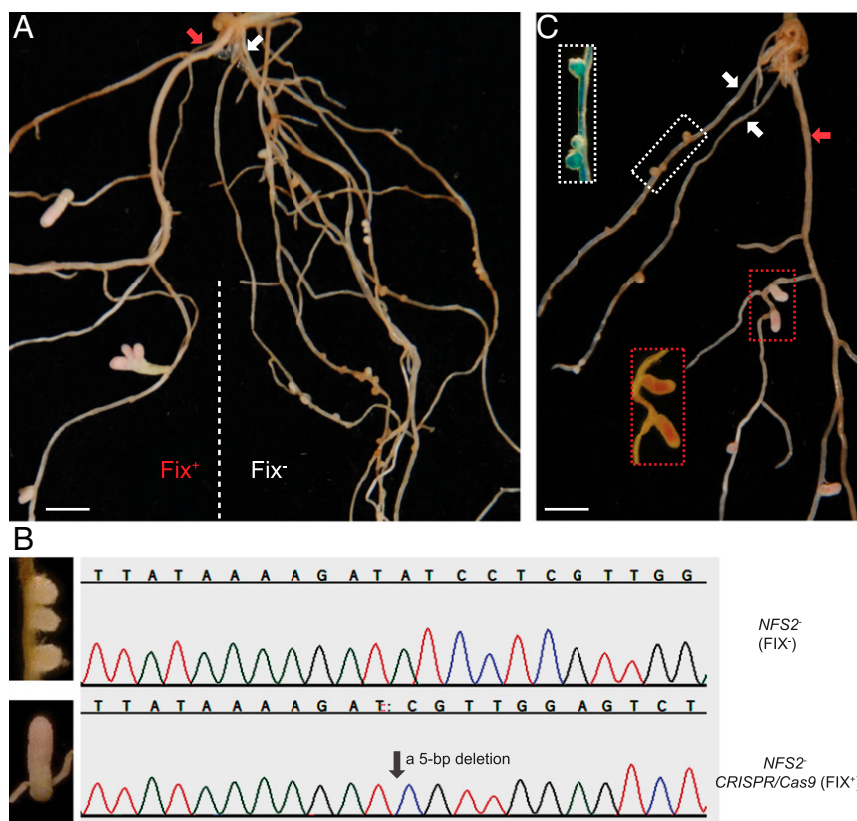 A
C
Fix⁺
Fix⁻
B
T T A T A A A A G A T A T C C T C G T T G G
NFS2⁻
(FIX⁻)
T T A T A A A A G A T C G T T G G A G T C T
a 5-bp deletion
NFS2⁻
CRISPR/Cas9 (FIX⁺)